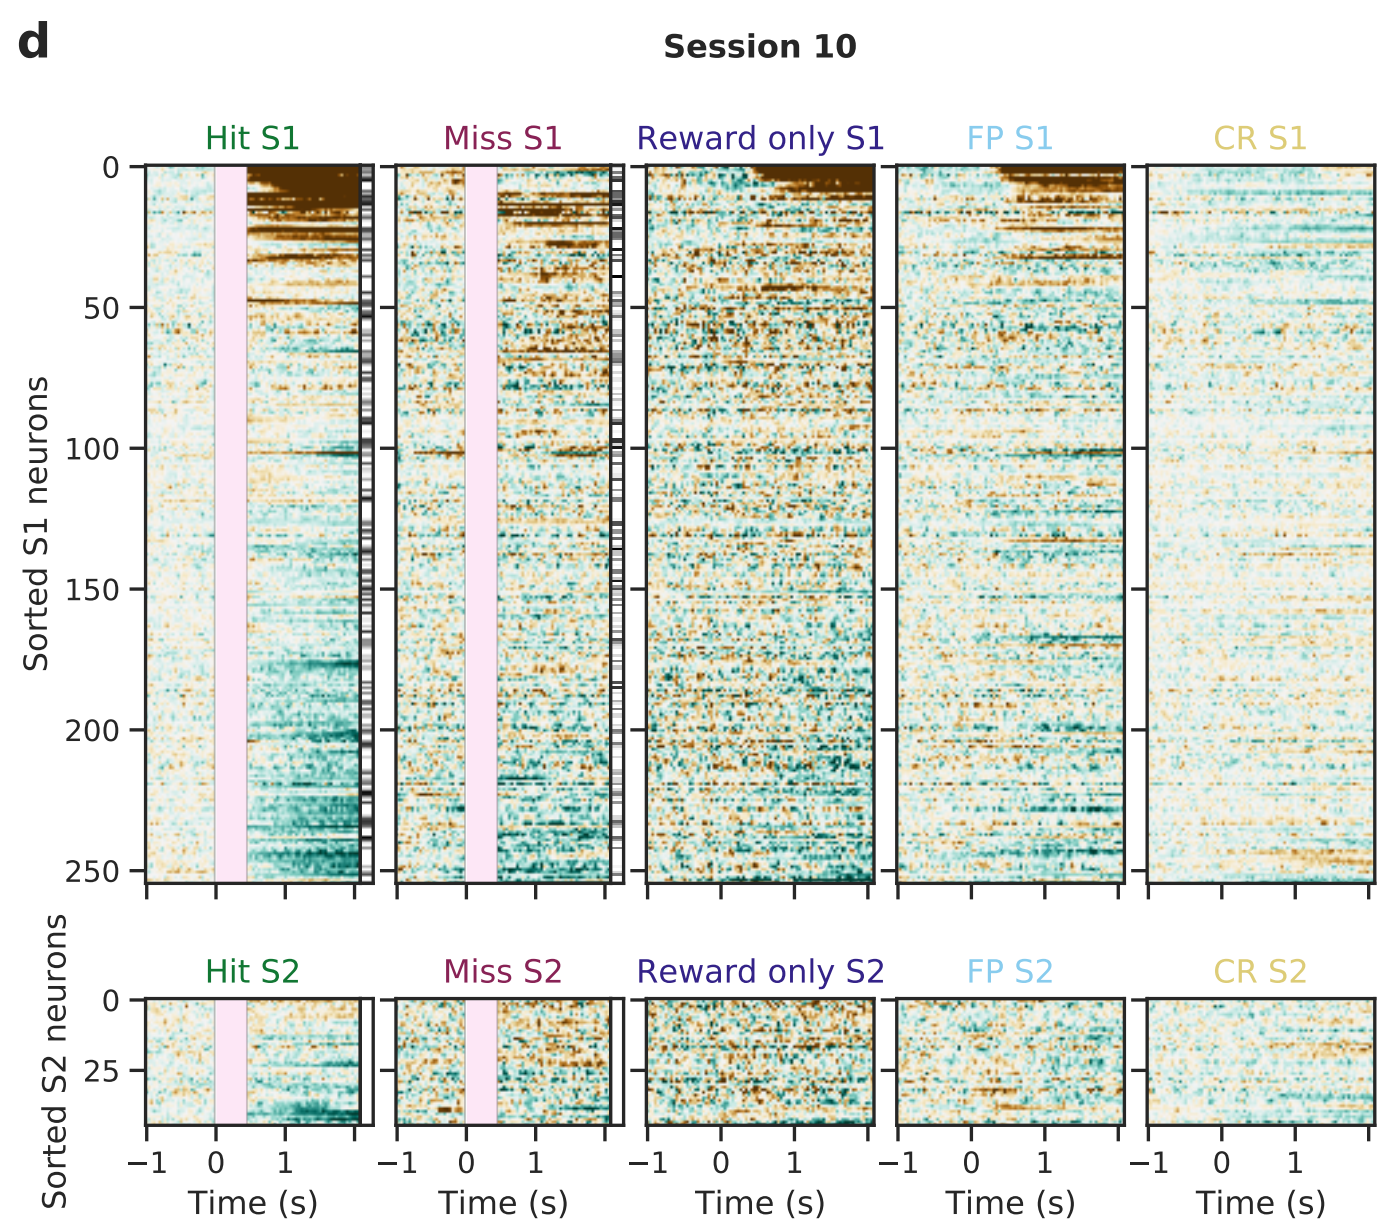 d
Session 10
Hit S1 Miss S1 Reward only S1 FP S1 CR S1
0
50
100
150
200
250
Sorted S1 neurons
Hit S2 Miss S2 Reward only S2 FP S2 CR S2
0
25
Sorted S2 neurons
−1 0 1 −1 0 1 −1 0 1 −1 0 1 −1 0 1
Time (s) Time (s) Time (s) Time (s) Time (s)